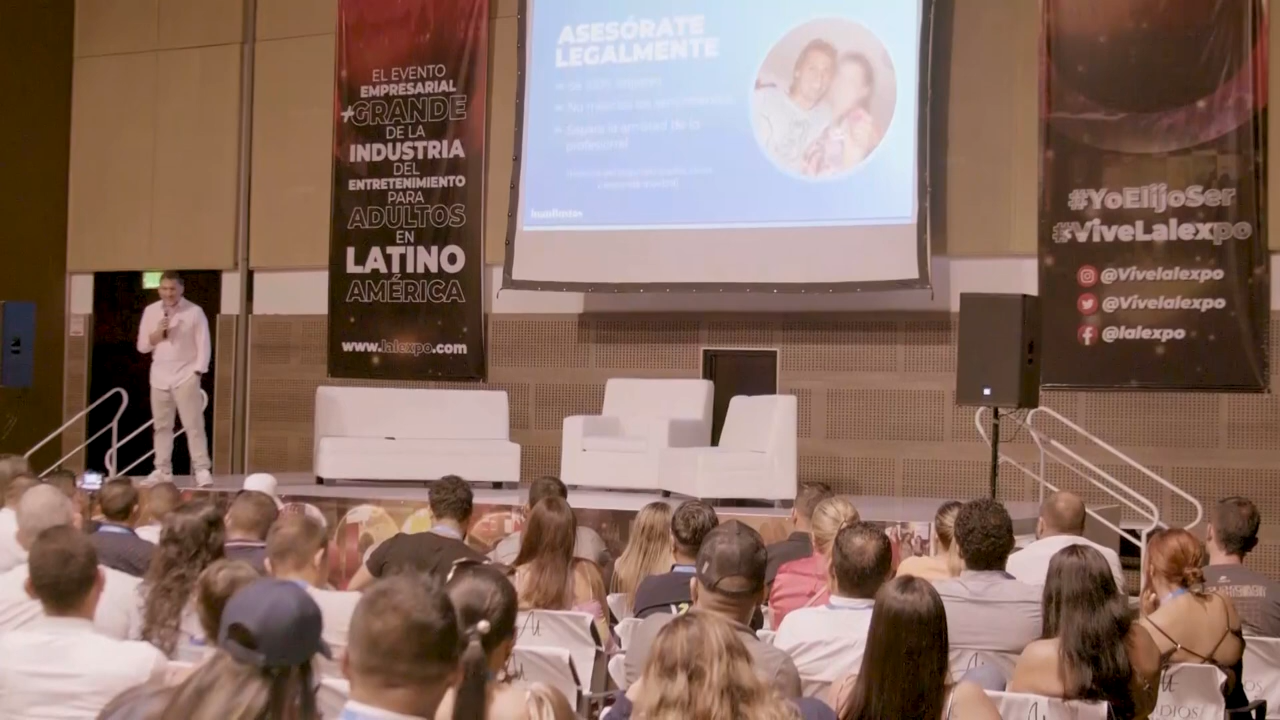 EL EVENTO
EMPRESARIAL
+GRANDE
DE LA
INDUSTRIA
DEL
ENTRETENIMIENTO
PARA
ADULTOS
EN
LATINO
AMÉRICA
www.lalexpo.com
ASESÓRATE
LEGALMENTE
#YoElijoSer
#ViveLalexpo
@Vivelalexpo
@Vivelalexpo
@lalexpo